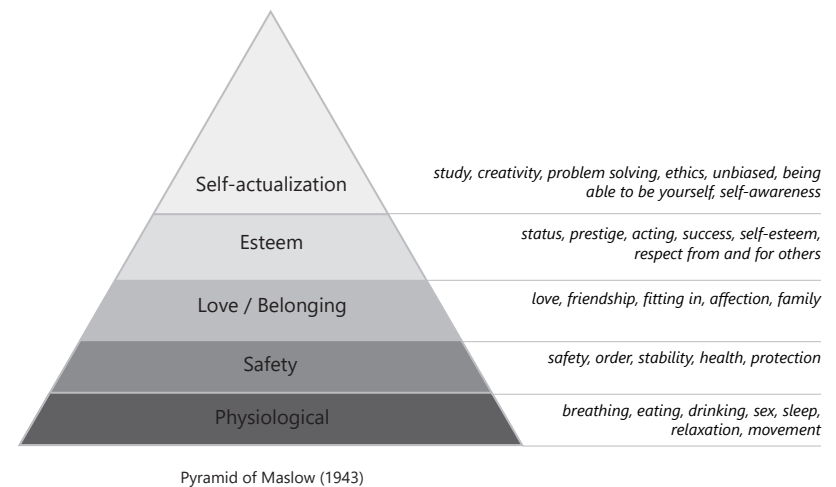 Self-actualization
study, creativity, problem solving, ethics, unbiased, being
able to be yourself, self-awareness
Esteem
status, prestige, acting, success, self-esteem,
respect from and for others
Love / Belonging
love, friendship, fitting in, affection, family
Safety
safety, order, stability, health, protection
Physiological
breathing, eating, drinking, sex, sleep,
relaxation, movement
Pyramid of Maslow (1943)